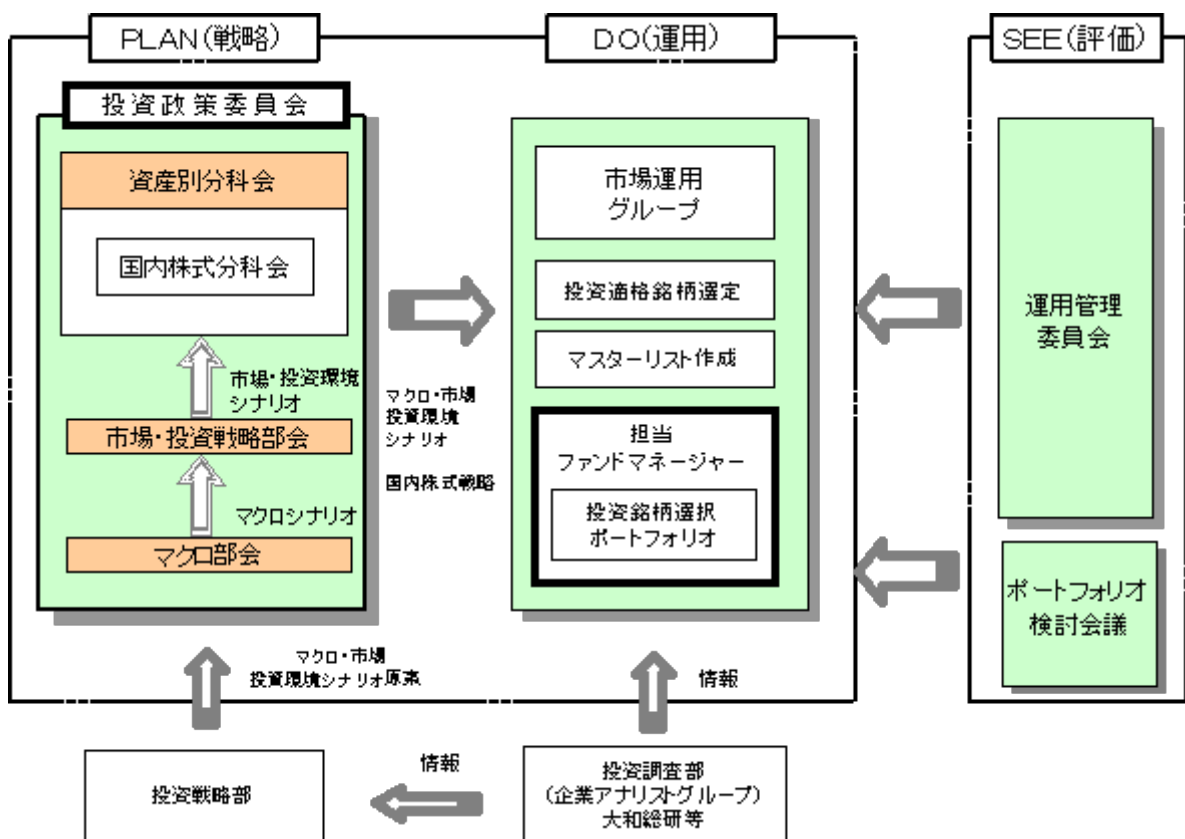 PLAN(戦略)
DO(運用)
SEE(評価)
投資政策委員会
資産別分科会
国内株式分科会
市場・投資環境
シナリオ
市場・投資戦略部会
マクロシナリオ
マクロ部会
マクロ・市場
投資環境
シナリオ
国内株式戦略
市場運用
グループ
投資適格銘柄選定
マスターリスト作成
担当
ファンドマネージャー
投資銘柄選択
ポートフォリオ
運用管理
委員会
ポートフォリオ
検討会議
マクロ・市場
投資環境シナリオ原案
情報
投資戦略部
情報
投資調査部
(企業アナリストグループ)
大和総研等